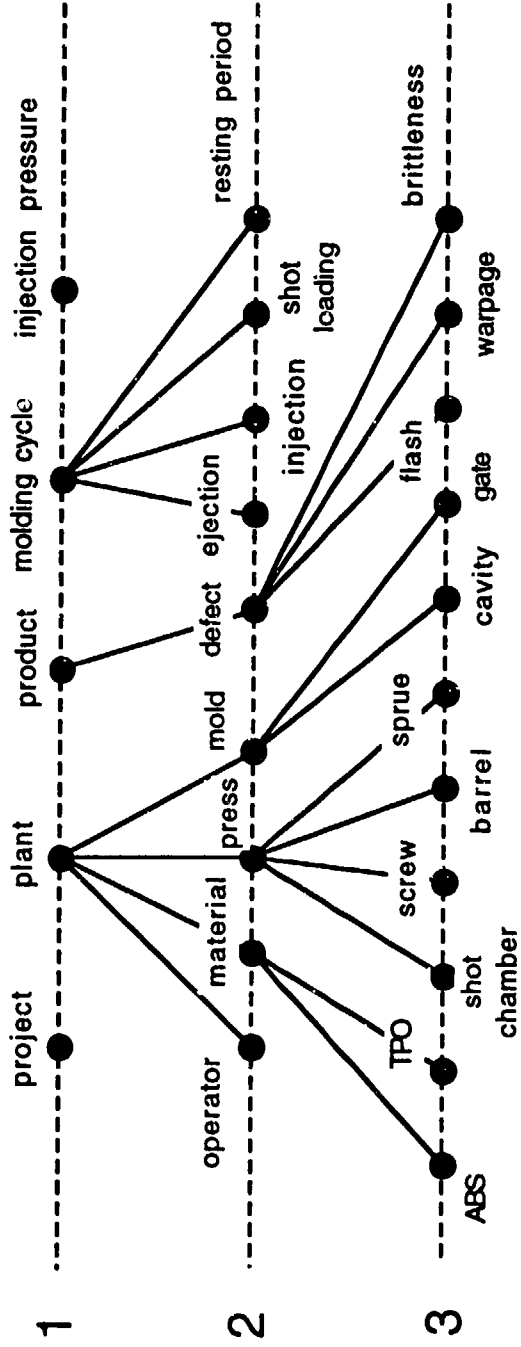 1
project
plant
product
molding cycle
injection pressure
2
operator
material
press
mold
defect
ejection
injection
shot
loading
resting period
3
ABS
TPO
shot
chamber
screw
barrel
sprue
cavity
gate
flash
warpage
brittleness